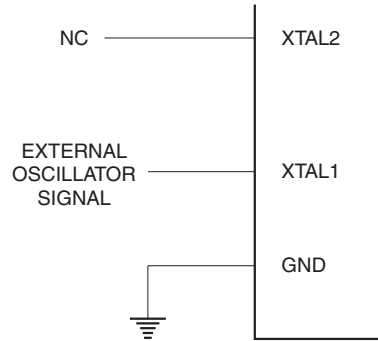 NC
XTAL2
EXTERNAL
OSCILLATOR
SIGNAL
XTAL1
GND